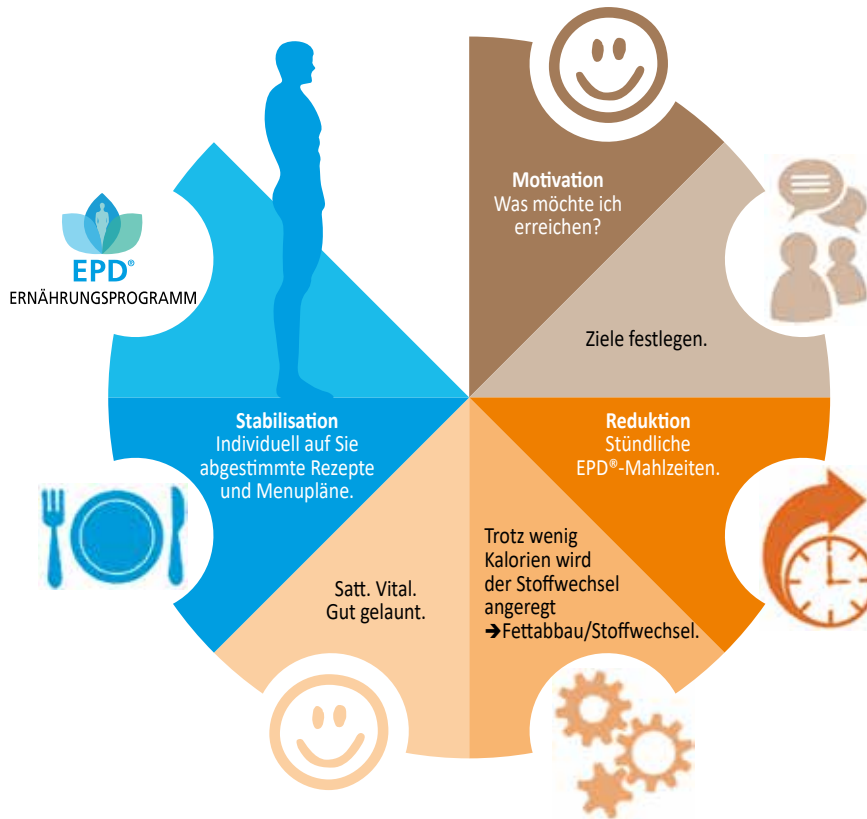 Motivation
Was möchte ich
erreichen?
Ziele festlegen.
Reduktion
Stündliche
EPD®-Mahlzeiten.
Trotz wenig
Kalorien wird
der Stoffwechsel
angeregt
➔Fettabbau/Stoffwechsel.
Satt. Vital.
Gut gelaunt.
Stabilisation
Individuell auf Sie
abgestimmte Rezepte
und Menupläne.
EPD®
ERNÄHRUNGSPROGRAMM